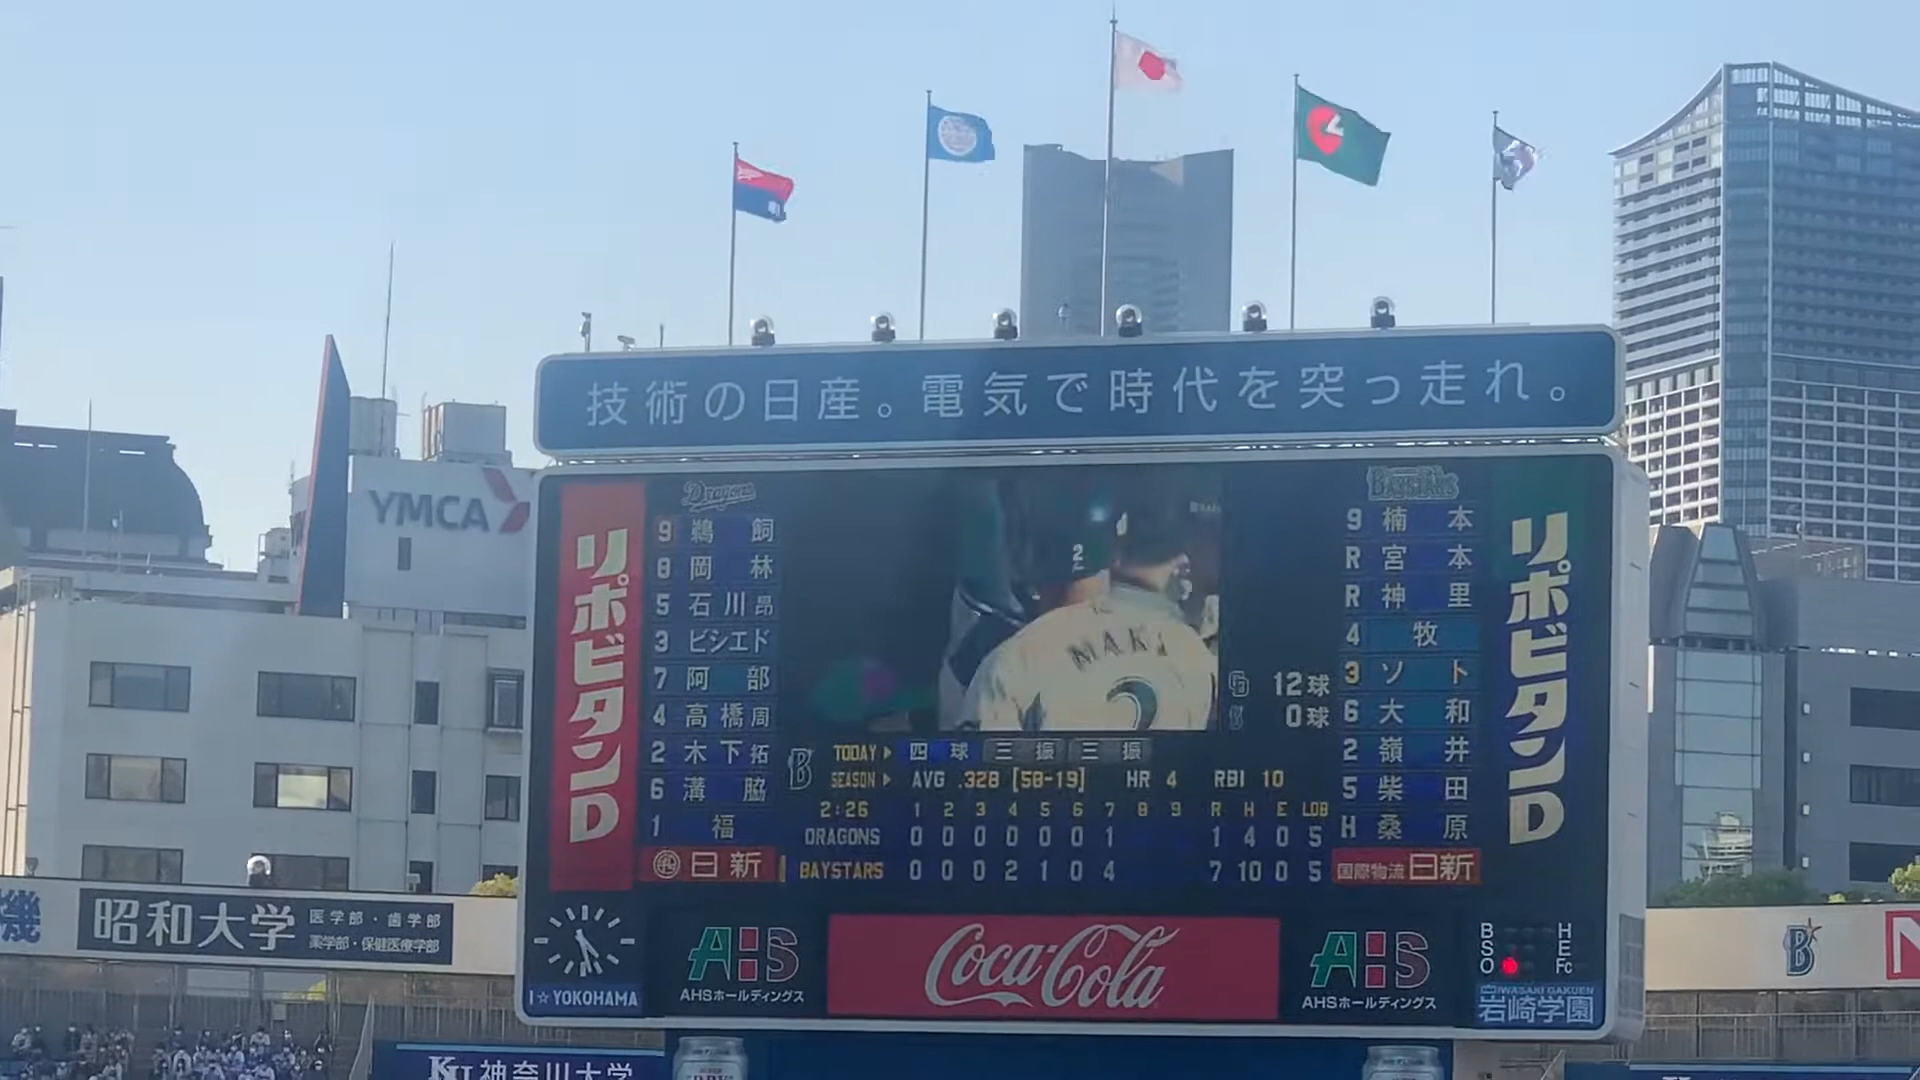 技術の日産。電気で時代を突っ走れ。
YMCA
リポビタンD
Dragons
9 鵜飼
8 岡林
5 石川昂
3 ビシエド
7 阿部
4 高橋周
2 木下拓
6 溝脇
1 福
日新
2
MAKI
2
12球
0球
BAYSTARS
9 楠本
R 宮本
R 神里
4 牧
3 ソト
6 大和
2 嶺井
5 柴田
H 桑原
国際物流 日新
リポビタンD
B TODAY▶ 四球 三振 三振
SEASON▶ AVG .328 [58-19] HR 4 RBI 10
2:26 1 2 3 4 5 6 7 8 9 R H E LOB
DRAGONS 0 0 0 0 0 0 1 1 4 0 5
BAYSTARS 0 0 0 2 1 0 4 7 10 0 5
昭和大学 医学部・歯学部
薬学部・保健医療学部
機
I☆YOKOHAMA
AHS
AHSホールディングス
Coca-Cola
AHS
AHSホールディングス
B H
S E
O Fc
IWASAKI GAKUEN
岩崎学園
B
N
KU 神奈川大学